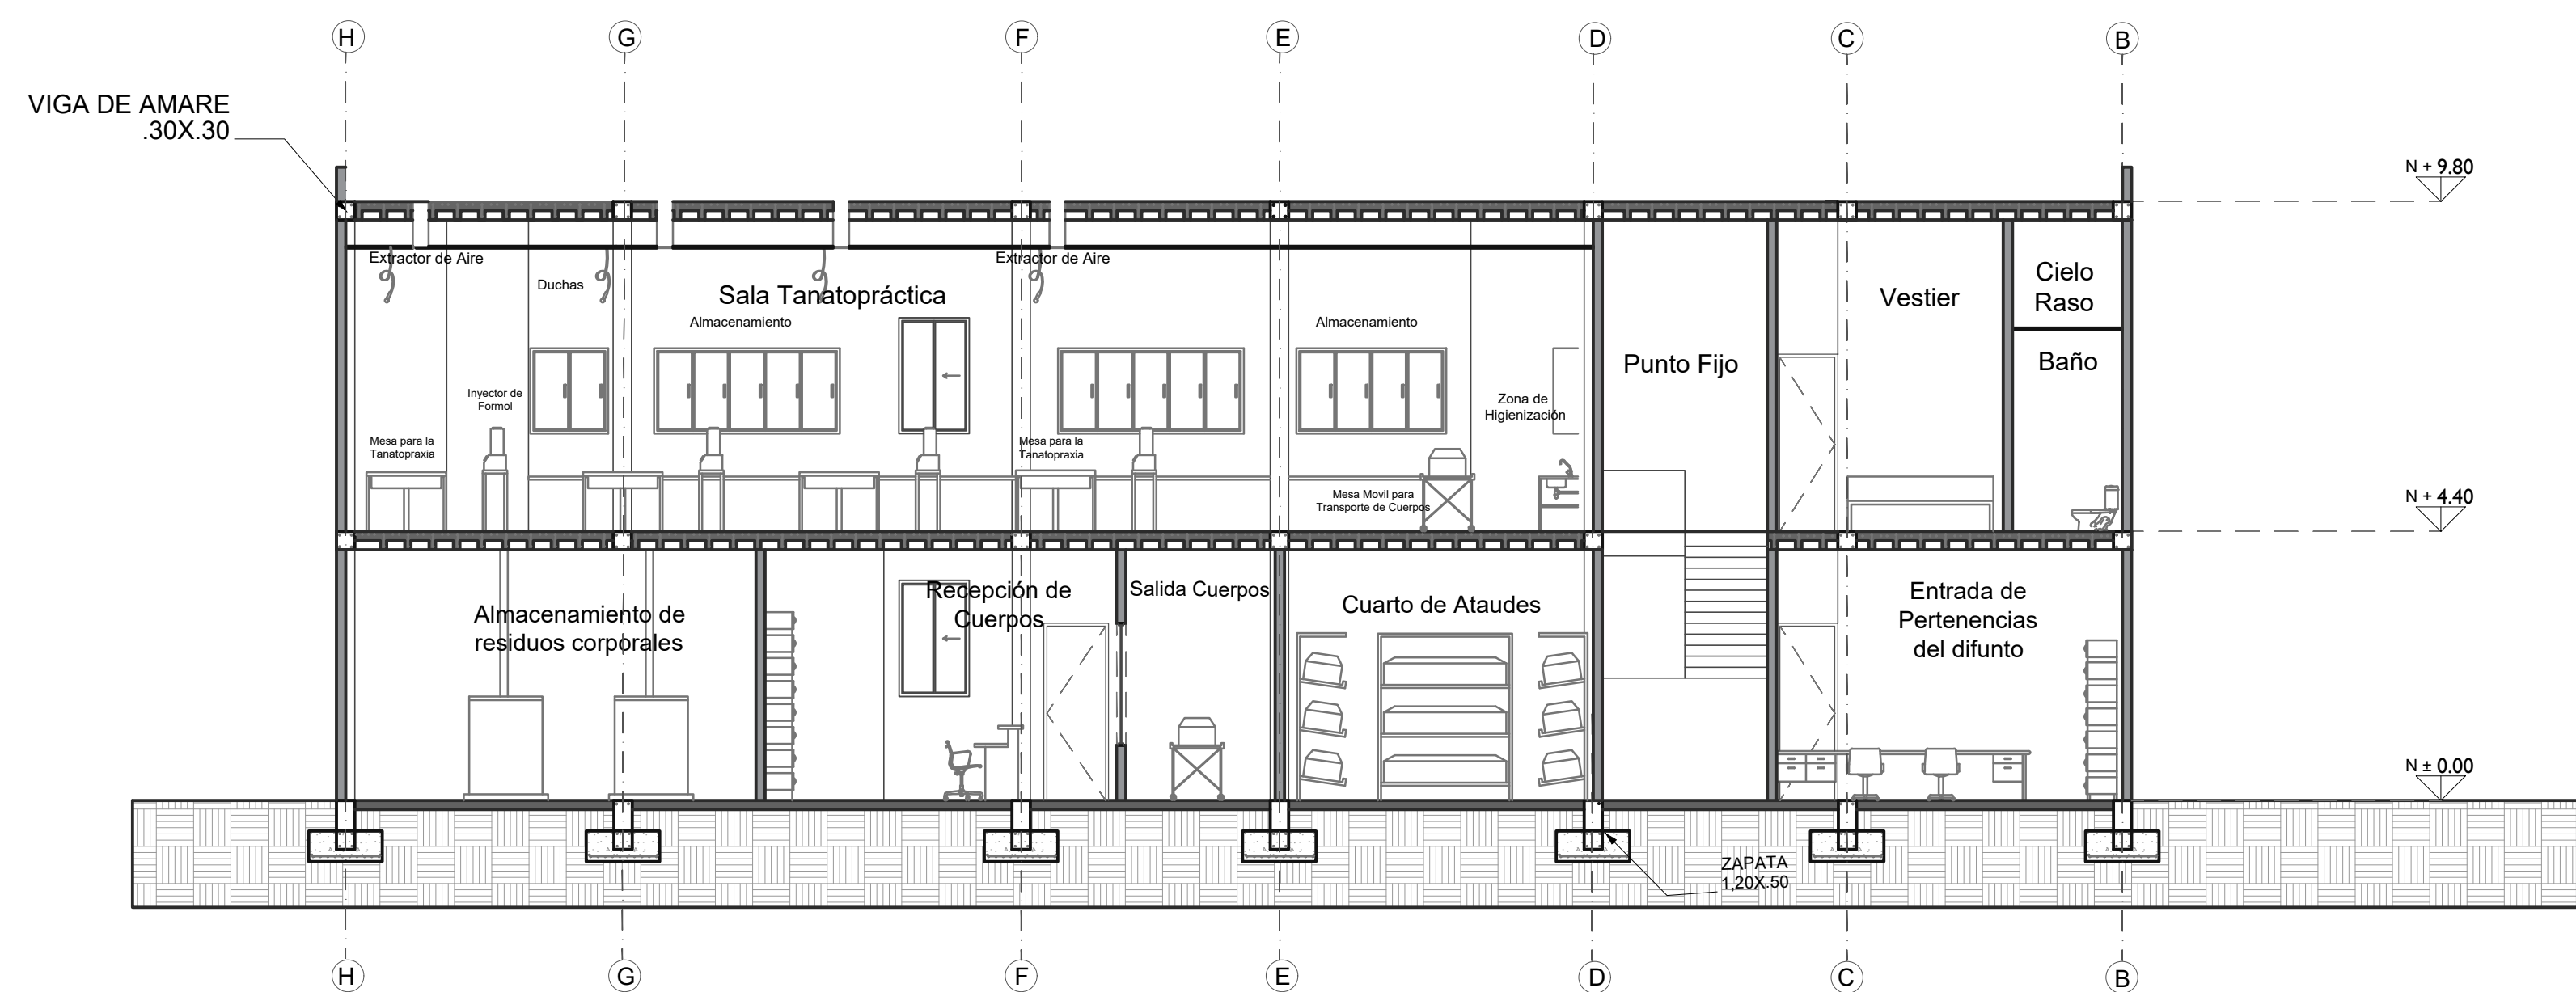 H G F E D C B
VIGA DE AMARE
.30X.30
N + 9.80
Extractor de Aire
Extractor de Aire
Duchas
Sala Tanatopráctica
Almacenamiento
Almacenamiento
Vestier
Cielo
Raso
Punto Fijo
Baño
Inyector de
Formol
Zona de
Higienización
Mesa para la
Tanatopraxia
Mesa para la
Tanatopraxia
Mesa Movil para
Transporte de Cuerpos
N + 4.40
Almacenamiento de
residuos corporales
Recepción de
Cuerpos
Salida Cuerpos
Cuarto de Ataudes
Entrada de
Pertenencias
del difunto
N ± 0.00
ZAPATA
1,20X.50
H G F E D C B